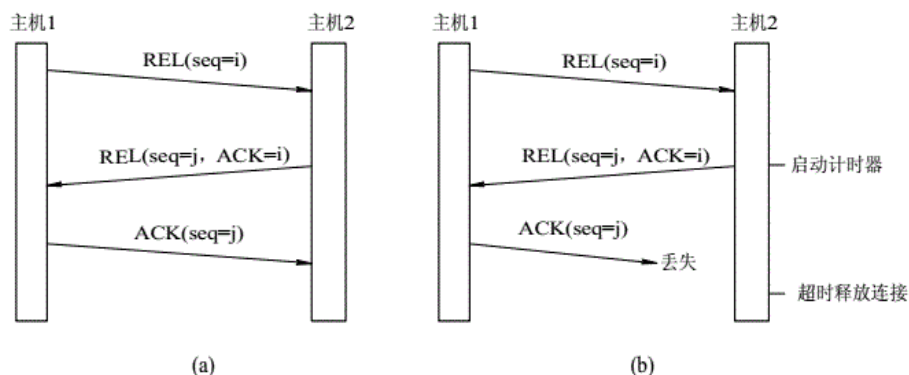 主机1
主机2
REL(seq=i)
REL(seq=j，ACK=i)
ACK(seq=j)
(a)
主机1
主机2
REL(seq=i)
REL(seq=j，ACK=i)
启动计时器
ACK(seq=j)
丢失
超时释放连接
(b)